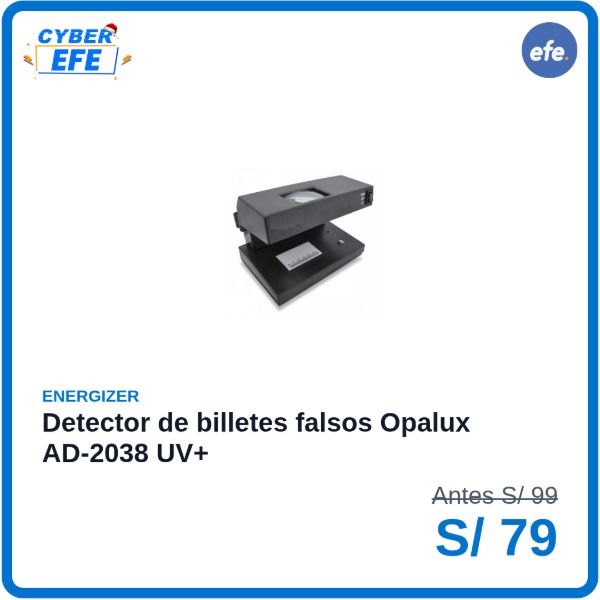 CYBER
EFE
efe.
ENERGIZER
Detector de billetes falsos Opalux
AD-2038 UV+
Antes S/ 99
S/ 79